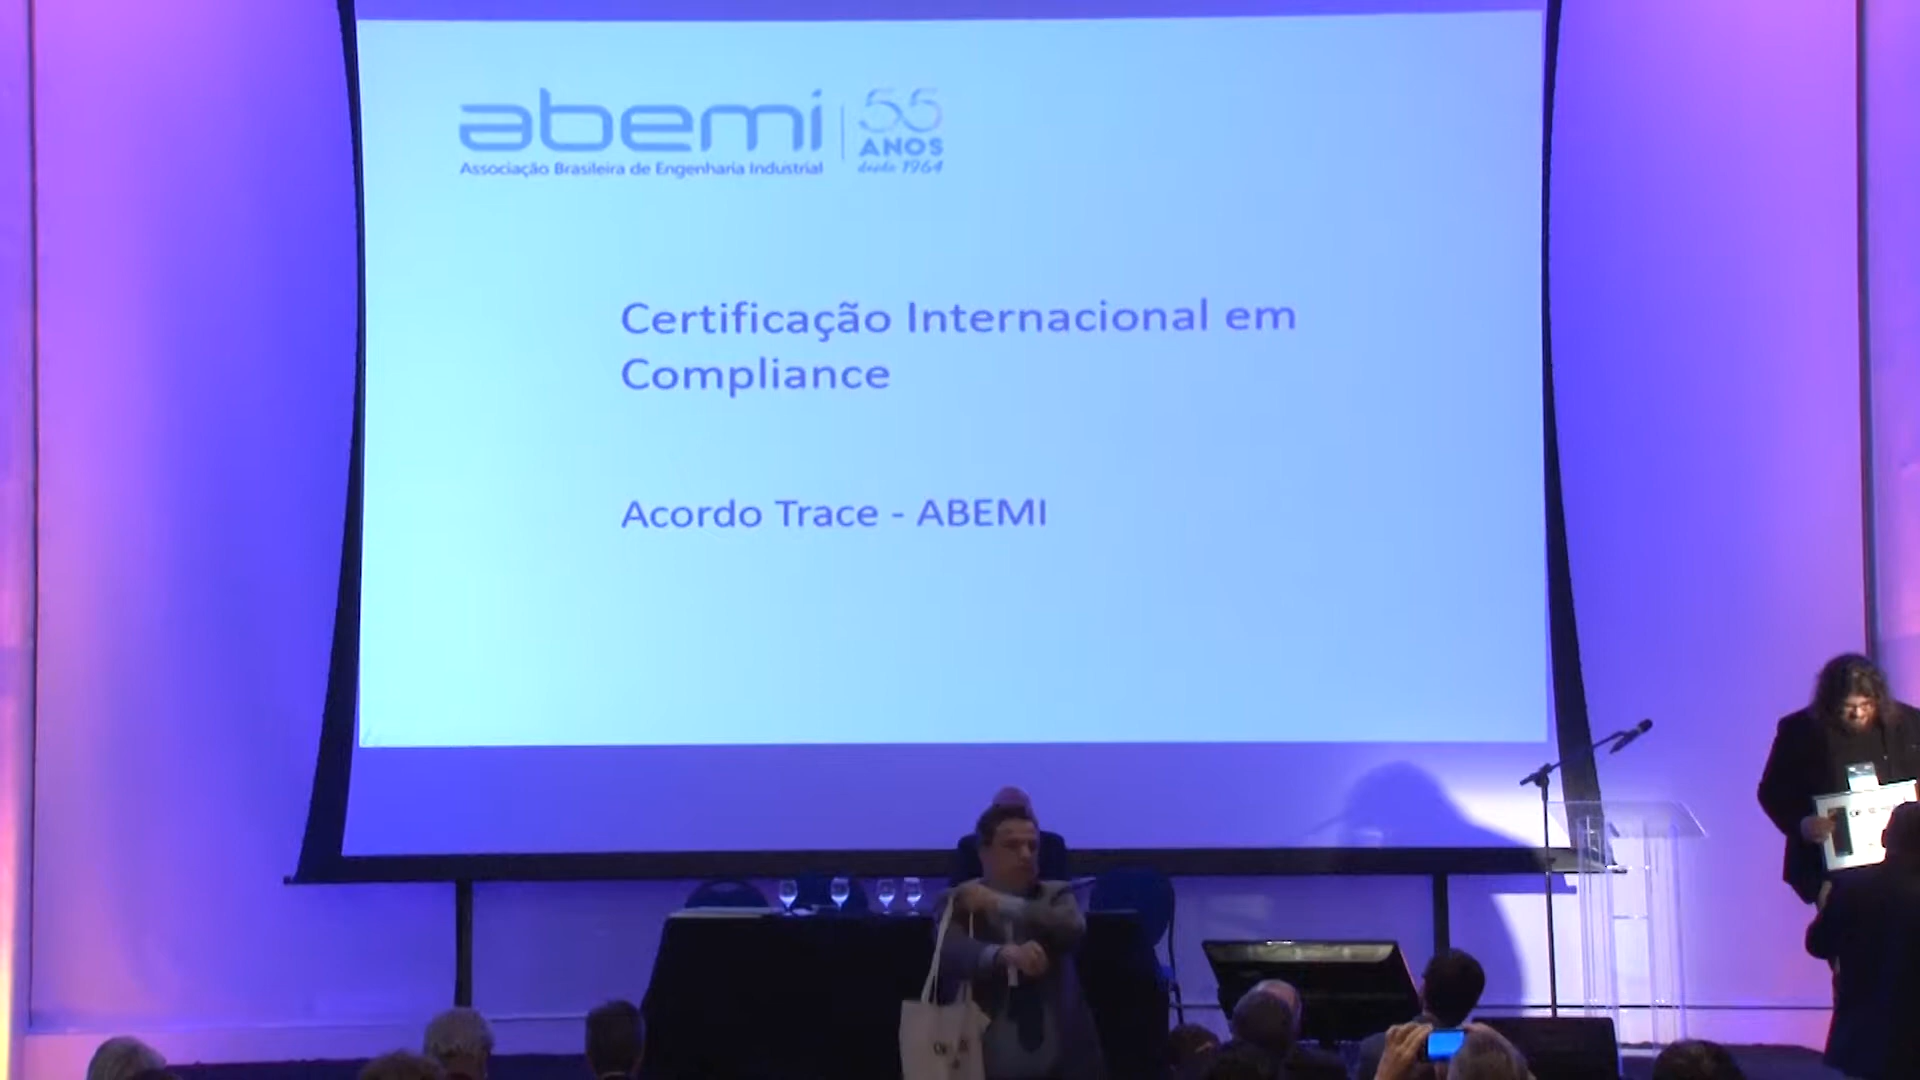 abemi
Associação Brasileira de Engenharia Industrial
55
ANOS
desde 1964
Certificação Internacional em
Compliance
Acordo Trace - ABEMI